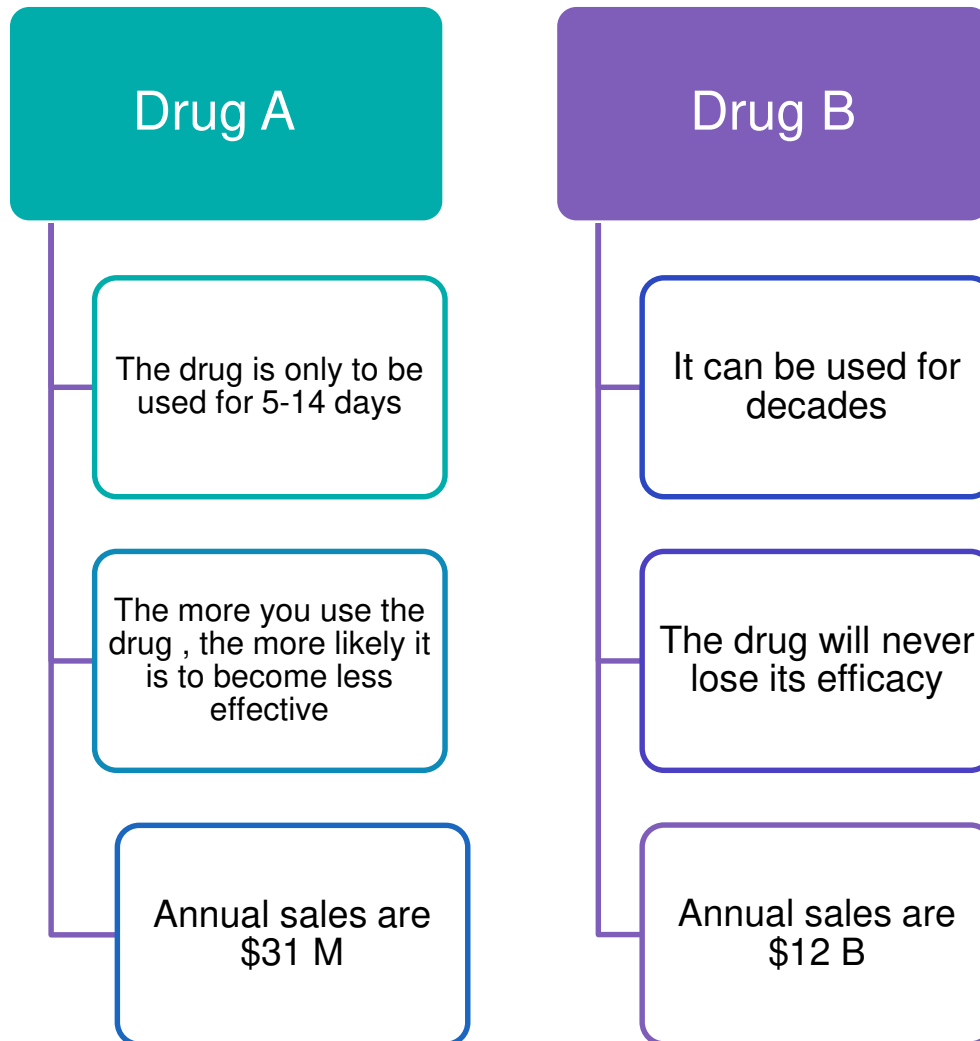 Drug A
The drug is only to be
used for 5-14 days
The more you use the
drug , the more likely it
is to become less
effective
Annual sales are
$31 M
Drug B
It can be used for
decades
The drug will never
lose its efficacy
Annual sales are
$12 B